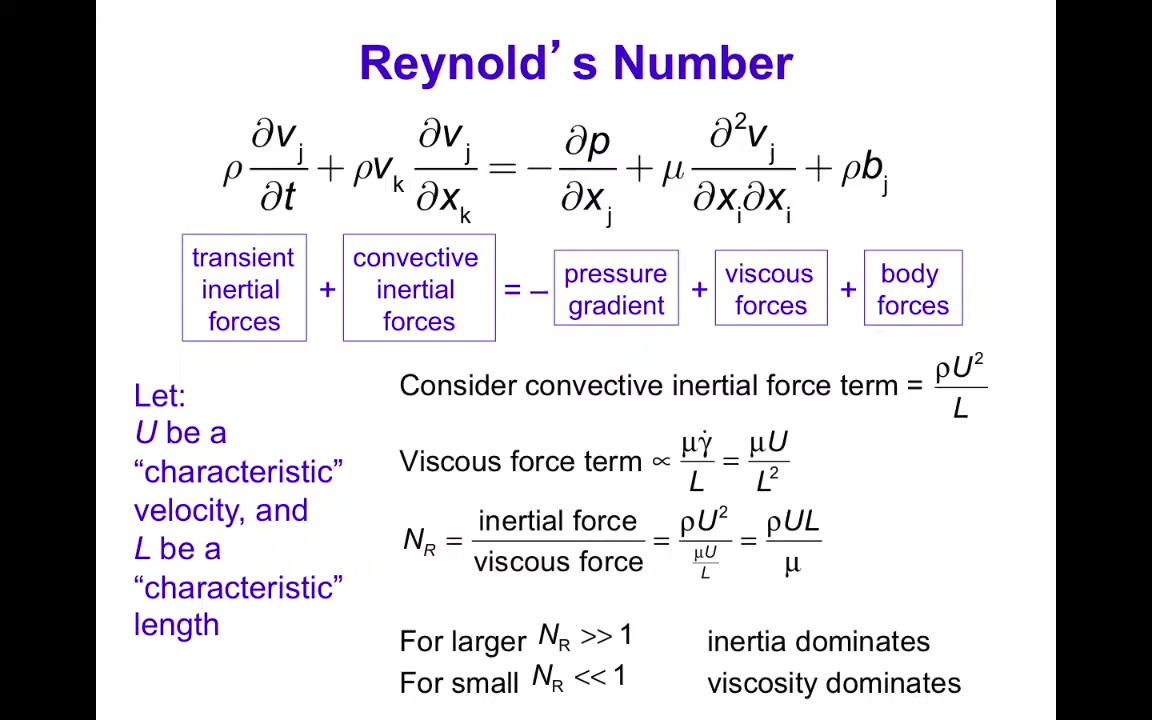 Reynold’s Number
ρ ∂v_j/∂t + ρv_k ∂v_j/∂x_k = − ∂p/∂x_j + μ ∂²v_j/∂x_i∂x_i + ρb_j
transient inertial forces + convective inertial forces = – pressure gradient + viscous forces + body forces
Let:
U be a
“characteristic”
velocity, and
L be a
“characteristic”
length
Consider convective inertial force term = ρU²/L
Viscous force term ∝ μγ̇/L = μU/L²
N_R = inertial force/viscous force = ρU²/(μU/L) = ρUL/μ
For larger N_R >> 1 inertia dominates
For small N_R << 1 viscosity dominates